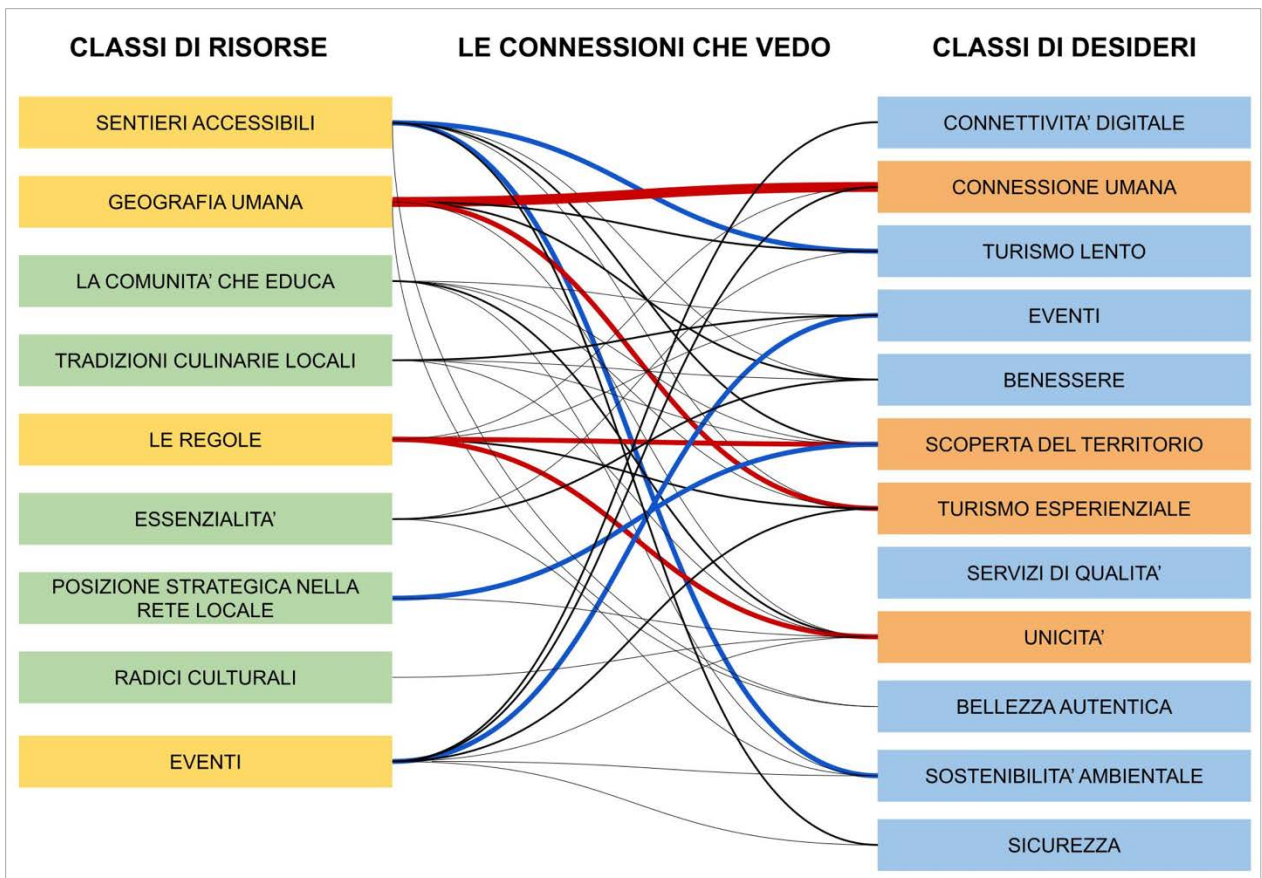 CLASSI DI RISORSE
LE CONNESSIONI CHE VEDO
CLASSI DI DESIDERI
SENTIERI ACCESSIBILI
GEOGRAFIA UMANA
LA COMUNITA' CHE EDUCA
TRADIZIONI CULINARIE LOCALI
LE REGOLE
ESSENZIALITA'
POSIZIONE STRATEGICA NELLA
RETE LOCALE
RADICI CULTURALI
EVENTI
CONNETTIVITA' DIGITALE
CONNESSIONE UMANA
TURISMO LENTO
EVENTI
BENESSERE
SCOPERTA DEL TERRITORIO
TURISMO ESPERIENZIALE
SERVIZI DI QUALITA'
UNICITA'
BELLEZZA AUTENTICA
SOSTENIBILITA' AMBIENTALE
SICUREZZA